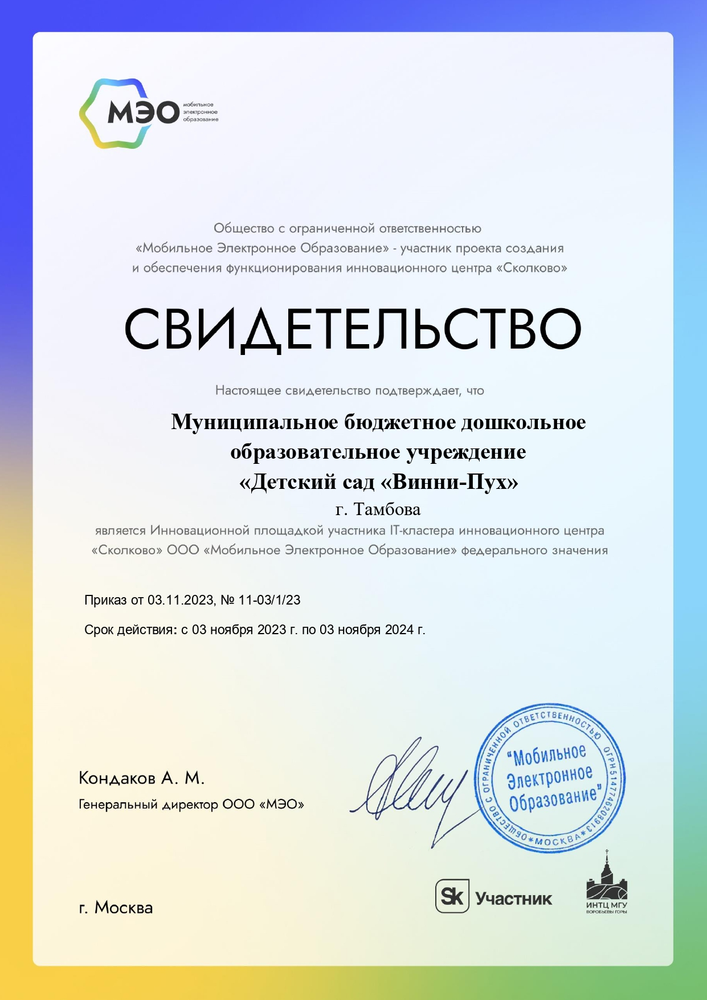 МЭО
мобильное
электронное
образование
Общество с ограниченной ответственностью
«Мобильное Электронное Образование» - участник проекта создания
и обеспечения функционирования инновационного центра «Сколково»
СВИДЕТЕЛЬСТВО
Настоящее свидетельство подтверждает, что
Муниципальное бюджетное дошкольное
образовательное учреждение
«Детский сад «Винни-Пух»
г. Тамбова
является Инновационной площадкой участника IT-кластера инновационного центра
«Сколково» ООО «Мобильное Электронное Образование» федерального значения
Приказ от 03.11.2023, № 11-03/1/23
Срок действия: с 03 ноября 2023 г. по 03 ноября 2024 г.
ОБЩЕСТВО С ОГРАНИЧЕННОЙ ОТВЕТСТВЕННОСТЬЮ ОГРН 5147746208913
*МОСКВА*
"Мобильное
Электронное
Образование"
Кондаков А. М.
Генеральный директор ООО «МЭО»
г. Москва
Sk Участник
ИНТЦ МГУ
ВОРОБЬЕВЫ ГОРЫ